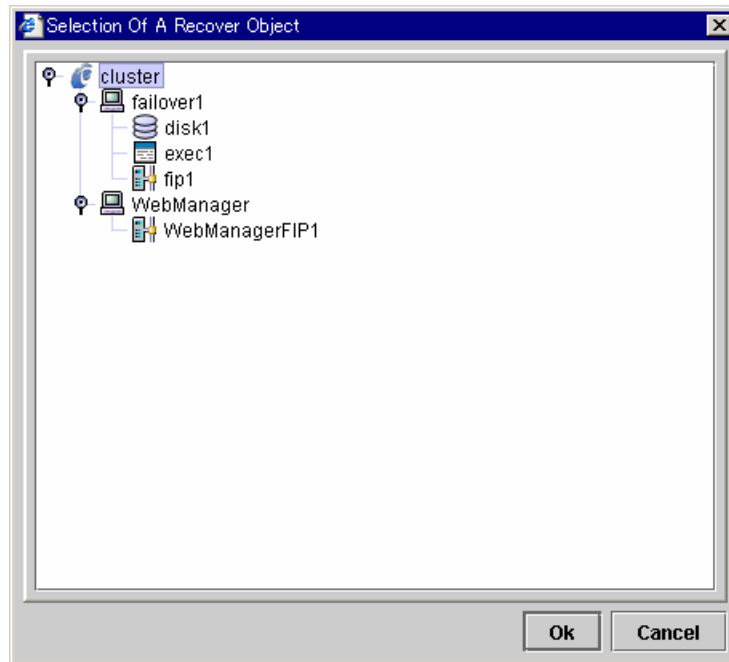 Selection Of A Recover Object
cluster
failover1
disk1
exec1
fip1
WebManager
WebManagerFIP1
Ok Cancel